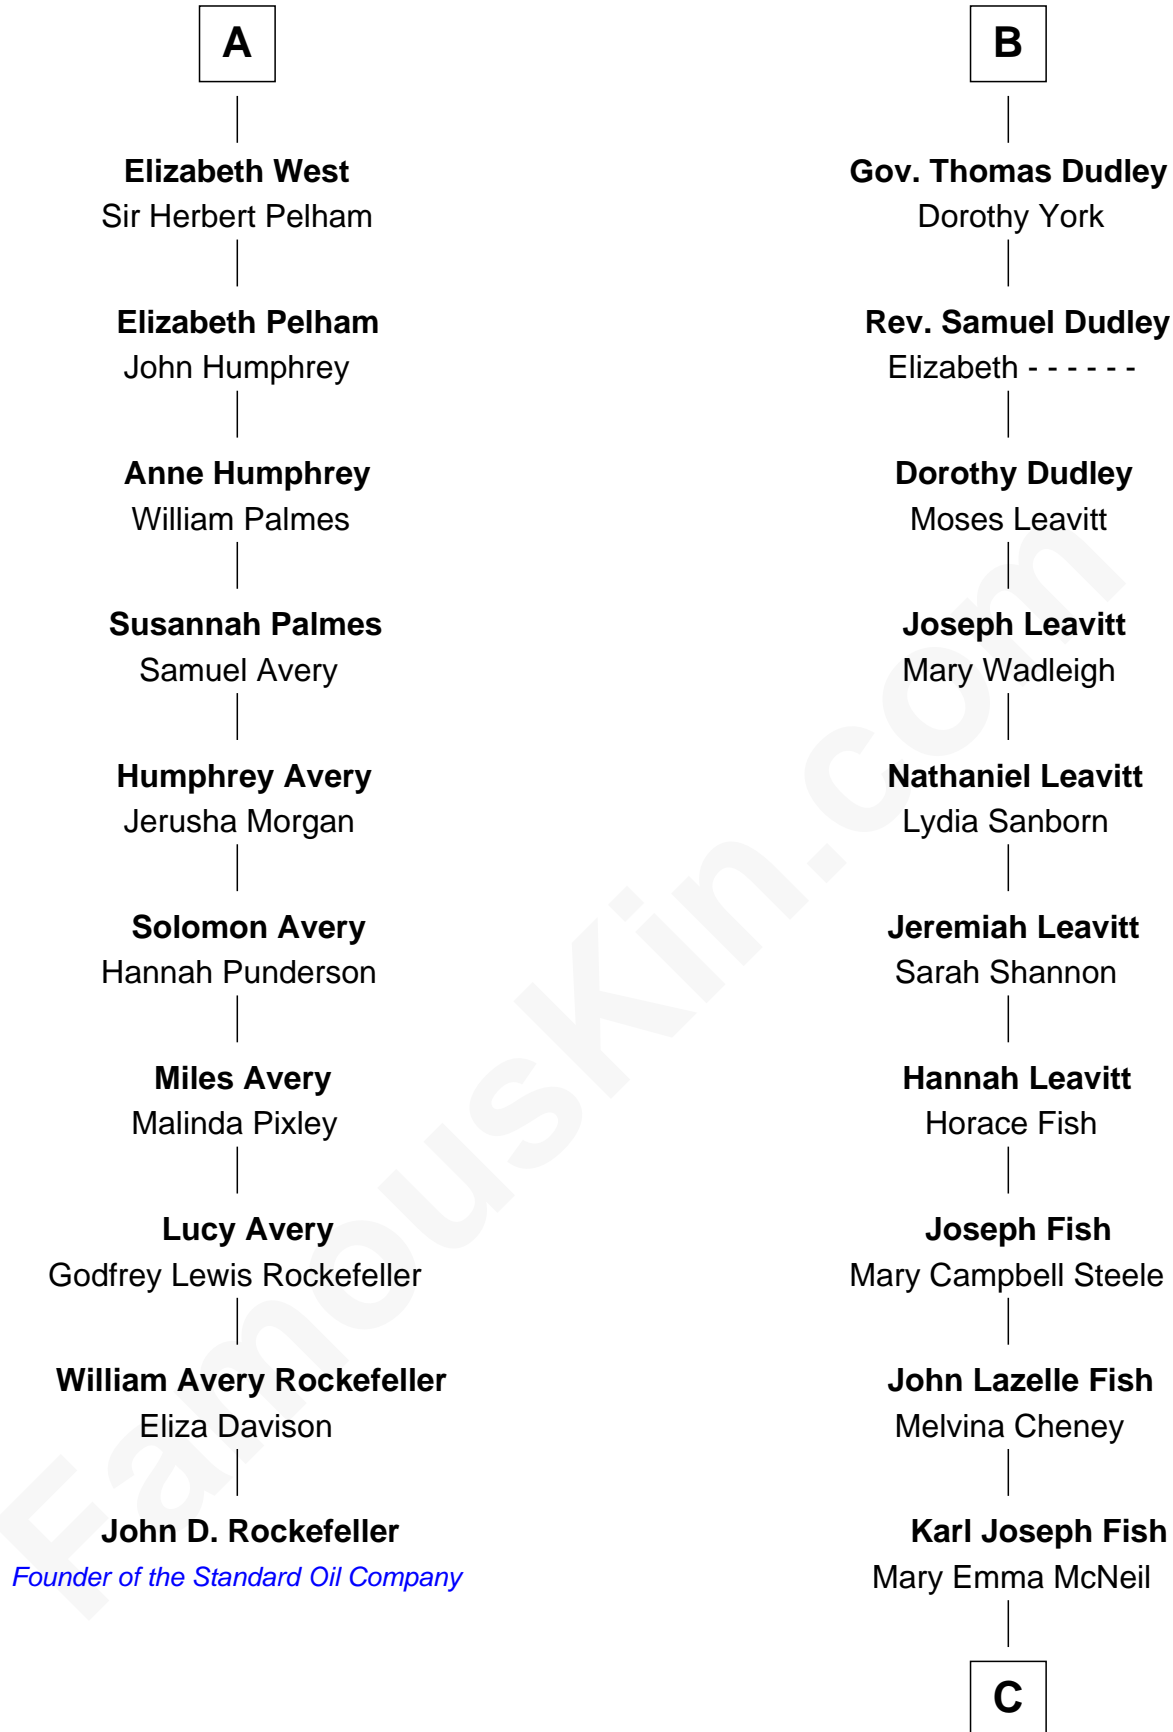 A
Elizabeth West
Sir Herbert Pelham
Elizabeth Pelham
John Humphrey
Anne Humphrey
William Palmes
Susannah Palmes
Samuel Avery
Humphrey Avery
Jerusha Morgan
Solomon Avery
Hannah Punderson
Miles Avery
Malinda Pixley
Lucy Avery
Godfrey Lewis Rockefeller
William Avery Rockefeller
Eliza Davison
John D. Rockefeller
Founder of the Standard Oil Company
B
Gov. Thomas Dudley
Dorothy York
Rev. Samuel Dudley
Elizabeth - - - - - -
Dorothy Dudley
Moses Leavitt
Joseph Leavitt
Mary Wadleigh
Nathaniel Leavitt
Lydia Sanborn
Jeremiah Leavitt
Sarah Shannon
Hannah Leavitt
Horace Fish
Joseph Fish
Mary Campbell Steele
John Lazelle Fish
Melvina Cheney
Karl Joseph Fish
Mary Emma McNeil
C
FamousKin.com